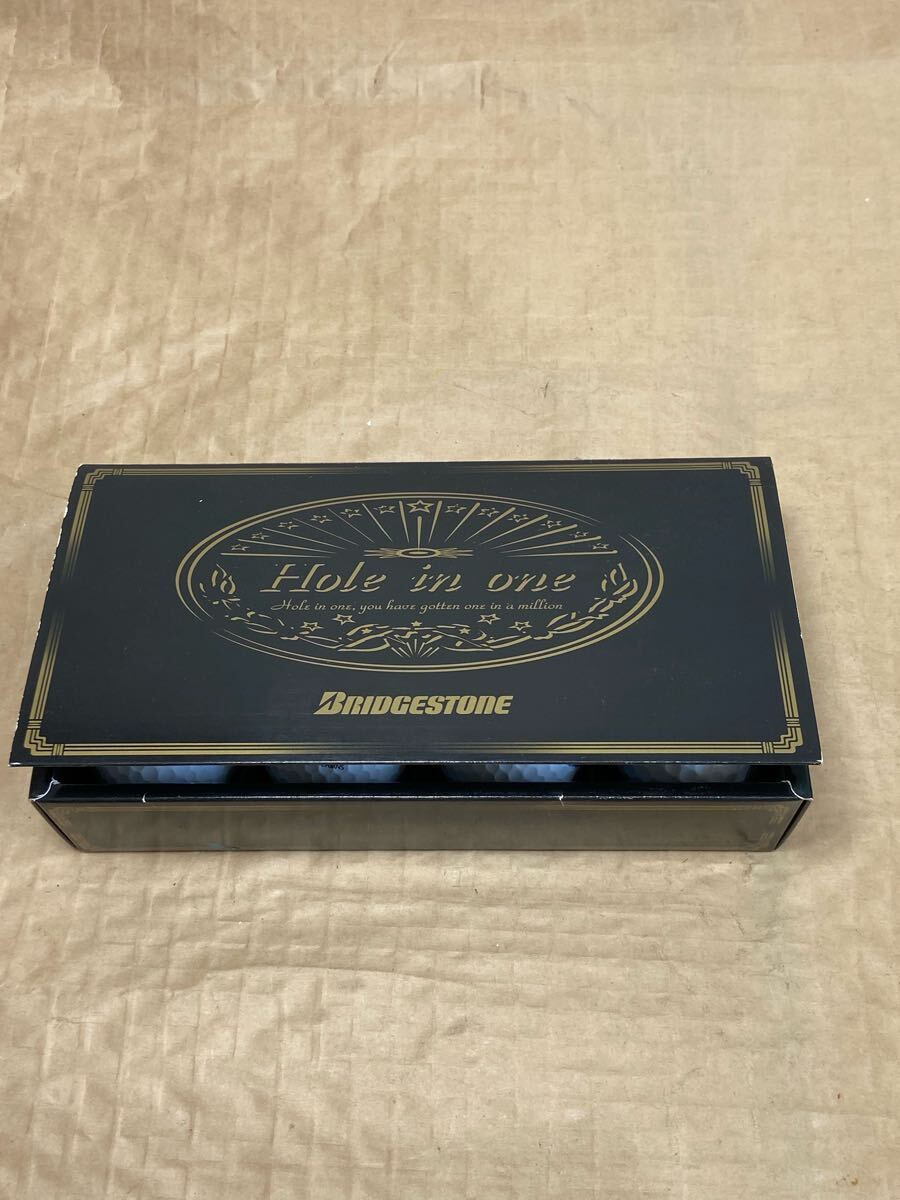 Hole in one
Hole in one, you have gotten one in a million
BRIDGESTONE